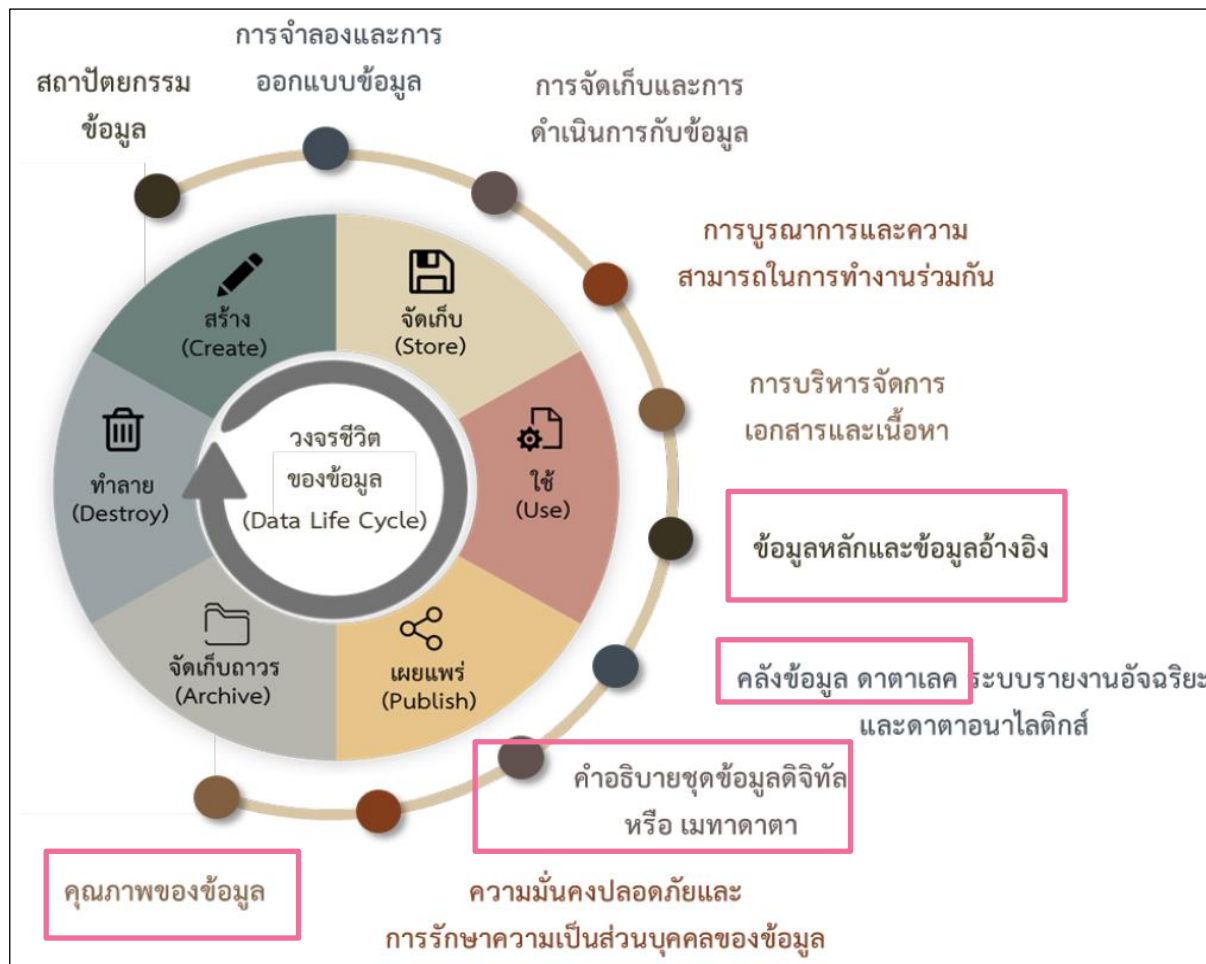 การจำลองและการ
ออกแบบข้อมูล
สถาปัตยกรรม
ข้อมูล
การจัดเก็บและการ
ดำเนินการกับข้อมูล
การบูรณาการและความ
สามารถในการทำงานร่วมกัน
การบริหารจัดการ
เอกสารและเนื้อหา
ข้อมูลหลักและข้อมูลอ้างอิง
คลังข้อมูล ดาตาเลค ระบบรายงานอัจฉริยะ
และดาตาอนาไลติกส์
คำอธิบายชุดข้อมูลดิจิทัล
หรือ เมทาดาตา
ความมั่นคงปลอดภัยและ
การรักษาความเป็นส่วนบุคคลของข้อมูล
คุณภาพของข้อมูล
สร้าง
(Create)
จัดเก็บ
(Store)
ใช้
(Use)
เผยแพร่
(Publish)
จัดเก็บถาวร
(Archive)
ทำลาย
(Destroy)
วงจรชีวิต
ของข้อมูล
(Data Life Cycle)